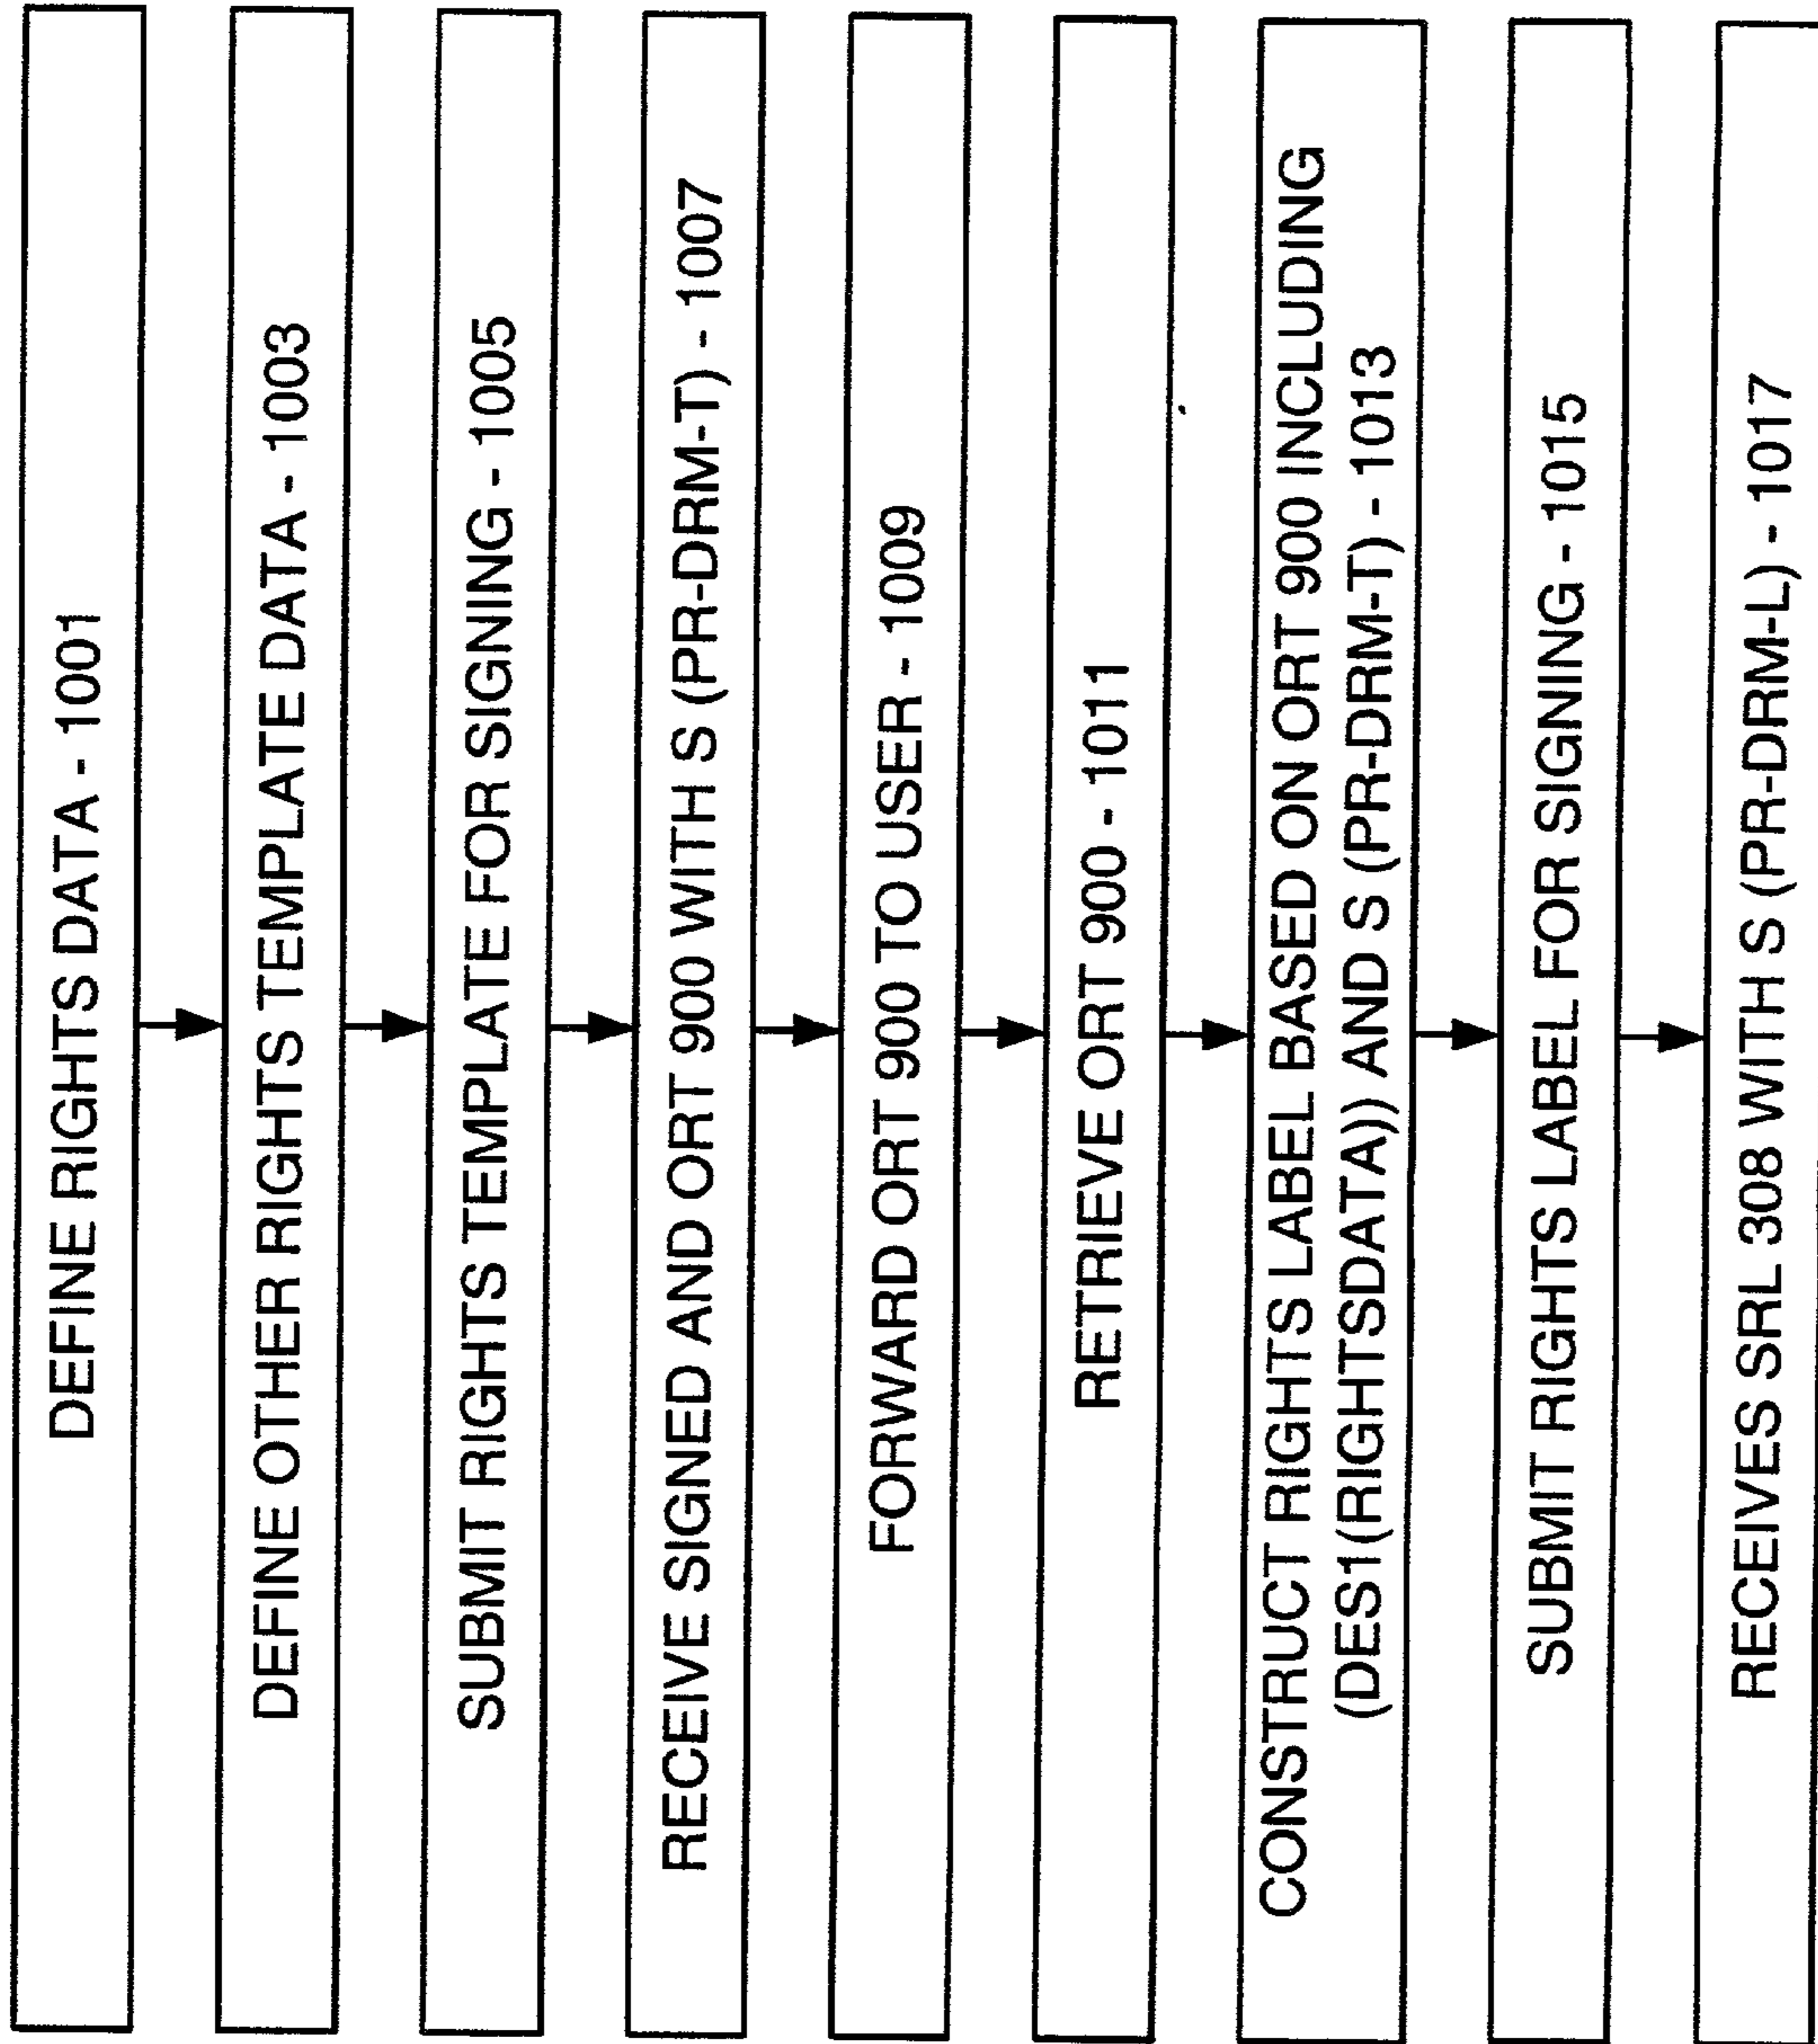 DEFINE RIGHTS DATA - 1001
DEFINE OTHER RIGHTS TEMPLATE DATA - 1003
SUBMIT RIGHTS TEMPLATE FOR SIGNING - 1005
RECEIVE SIGNED AND ORT 900 WITH S (PR-DRM-T) - 1007
FORWARD ORT 900 TO USER - 1009
RETRIEVE ORT 900 - 1011
CONSTRUCT RIGHTS LABEL BASED ON ORT 900 INCLUDING
(DES1(RIGHTSDATA)) AND S (PR-DRM-T) - 1013
SUBMIT RIGHTS LABEL FOR SIGNING - 1015
RECEIVES SRL 308 WITH S (PR-DRM-L) - 1017